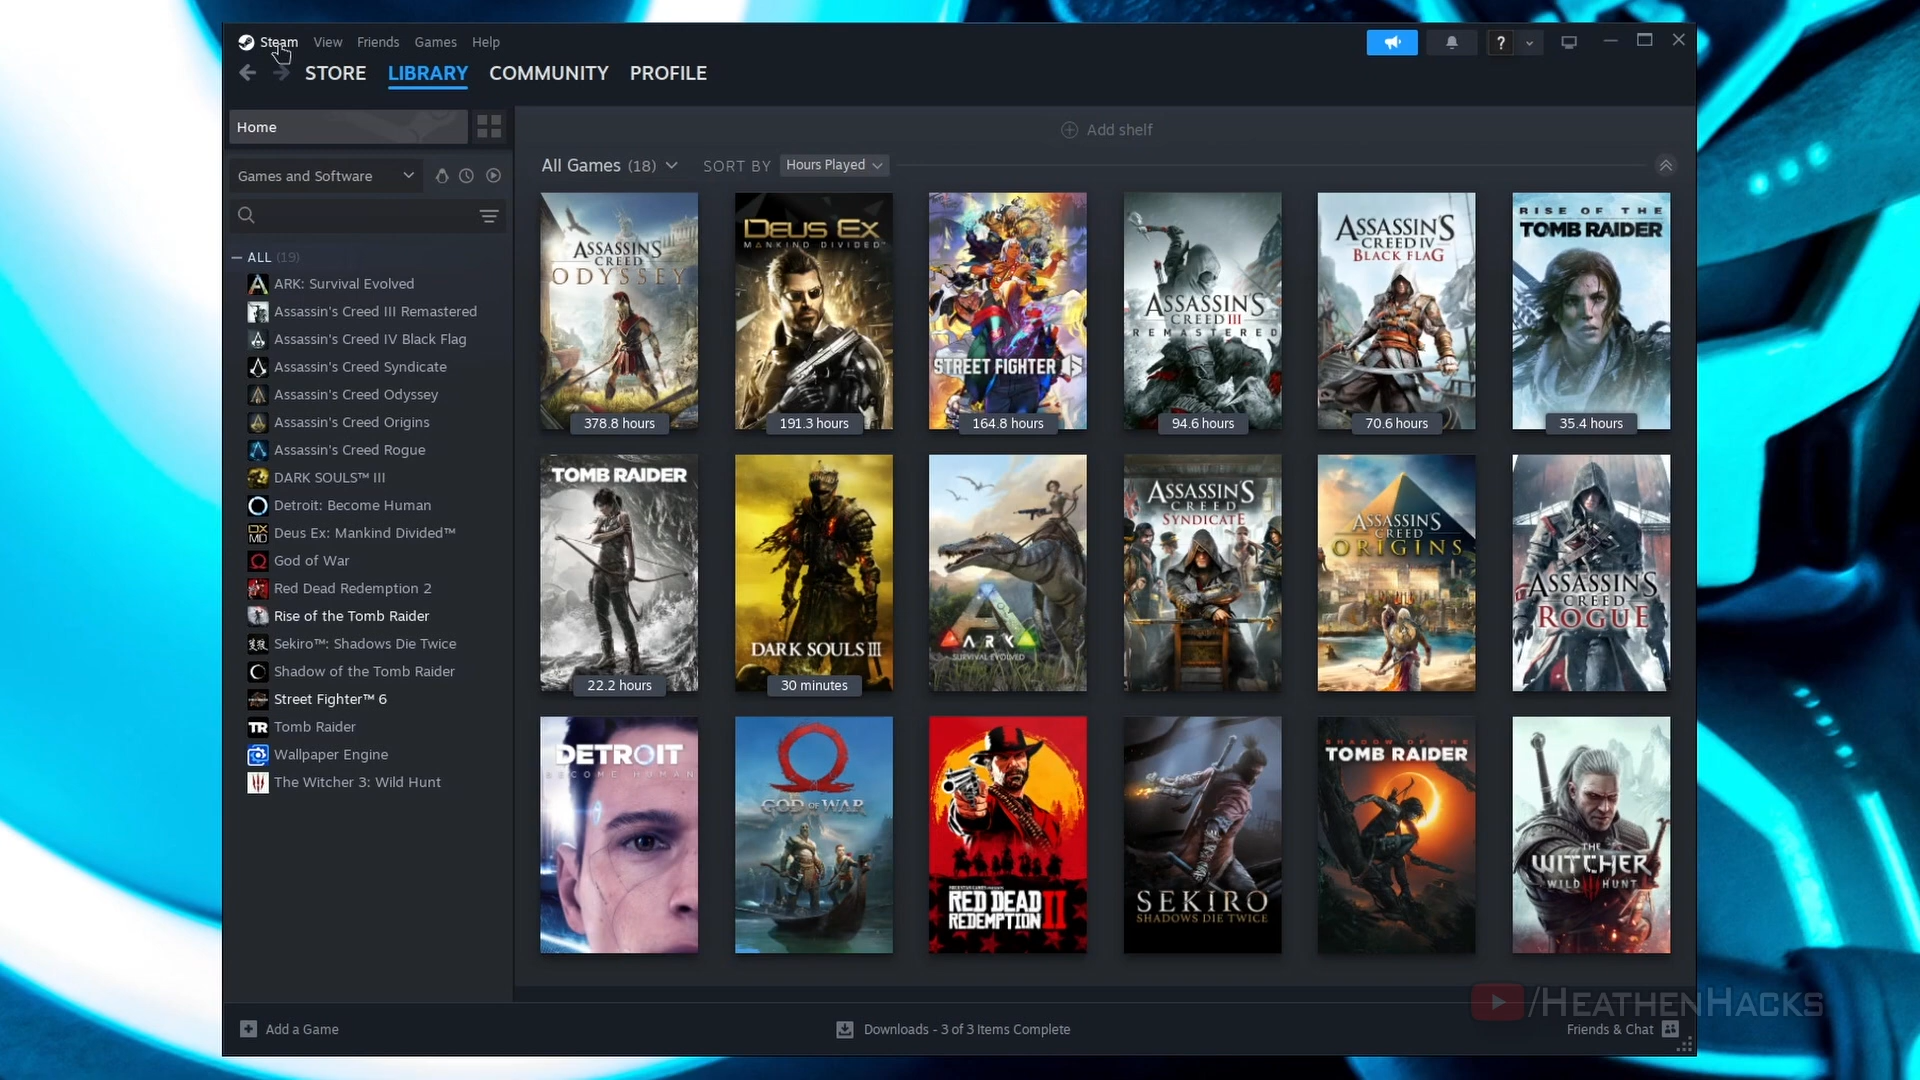 Steam View Friends Games Help
?
STORE LIBRARY COMMUNITY PROFILE
Home
Add shelf
All Games (18) SORT BY Hours Played
Games and Software
ALL (19)
ARK: Survival Evolved
Assassin's Creed III Remastered
Assassin's Creed IV Black Flag
Assassin's Creed Syndicate
Assassin's Creed Odyssey
Assassin's Creed Origins
Assassin's Creed Rogue
DARK SOULS™ III
Detroit: Become Human
DX
MD
Deus Ex: Mankind Divided™
God of War
Red Dead Redemption 2
Rise of the Tomb Raider
Sekiro™: Shadows Die Twice
Shadow of the Tomb Raider
Street Fighter™ 6
TR Tomb Raider
Wallpaper Engine
The Witcher 3: Wild Hunt
ASSASSIN'S
CREED
ODYSSEY
378.8 hours
DEUS EX
MANKIND DIVIDED™
191.3 hours
STREET FIGHTER 6
164.8 hours
ASSASSIN'S
CREED III
REMASTERED
94.6 hours
ASSASSIN'S
CREED IV
BLACK FLAG
70.6 hours
RISE OF THE
TOMB RAIDER
35.4 hours
TOMB RAIDER
22.2 hours
DARK SOULS III
30 minutes
ARK
SURVIVAL EVOLVED
ASSASSIN'S
CREED
SYNDICATE
ASSASSIN'S
CREED
ORIGINS
ASSASSIN'S
CREED
ROGUE
DETROIT
BECOME HUMAN
GOD OF WAR
RED DEAD
REDEMPTION II
SEKIRO
SHADOWS DIE TWICE
SHADOW OF THE
TOMB RAIDER
THE
WITCHER
WILD HUNT
/HEATHENHACKS
Add a Game
Downloads - 3 of 3 Items Complete
Friends & Chat